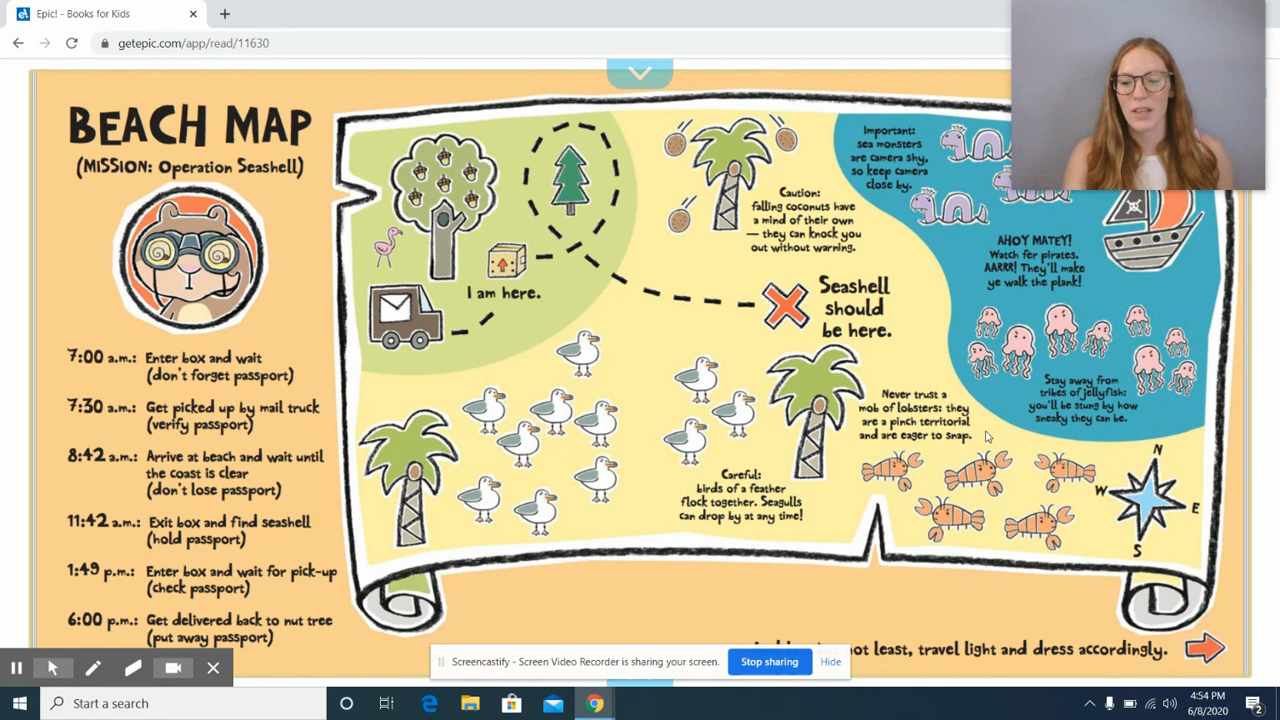 Epic! - Books for Kids
getepic.com/app/read/11630
BEACH MAP
(MISSION: Operation Seashell)
7:00 a.m.: Enter box and wait
(don't forget passport)
7:30 a.m.: Get picked up by mail truck
(verify passport)
8:42 a.m.: Arrive at beach and wait until
the coast is clear
(don't lose passport)
11:42 a.m.: Exit box and find seashell
(hold passport)
1:49 p.m.: Enter box and wait for pick-up
(check passport)
6:00 p.m.: Get delivered back to nut tree
(put away passport)
I am here.
Caution:
falling coconuts have
a mind of their own
— they can knock you
out without warning.
Seashell
should
be here.
Important:
sea monsters
are camera shy,
so keep camera
close by.
AHOY MATEY!
Watch fer pirates.
AARRR! They'll make
ye walk the plank!
Stay away from
tribes of jellyfish:
you'll be stung by how
sneaky they can be.
Never trust a
mob of lobsters: they
are a pinch territorial
and are eager to snap.
Careful:
birds of a feather
flock together. Seagulls
can drop by at any time!
N
W
E
S
not least, travel light and dress accordingly.
Screencastify - Screen Video Recorder is sharing your screen.
Stop sharing
Hide
Start a search
4:54 PM
6/8/2020
2